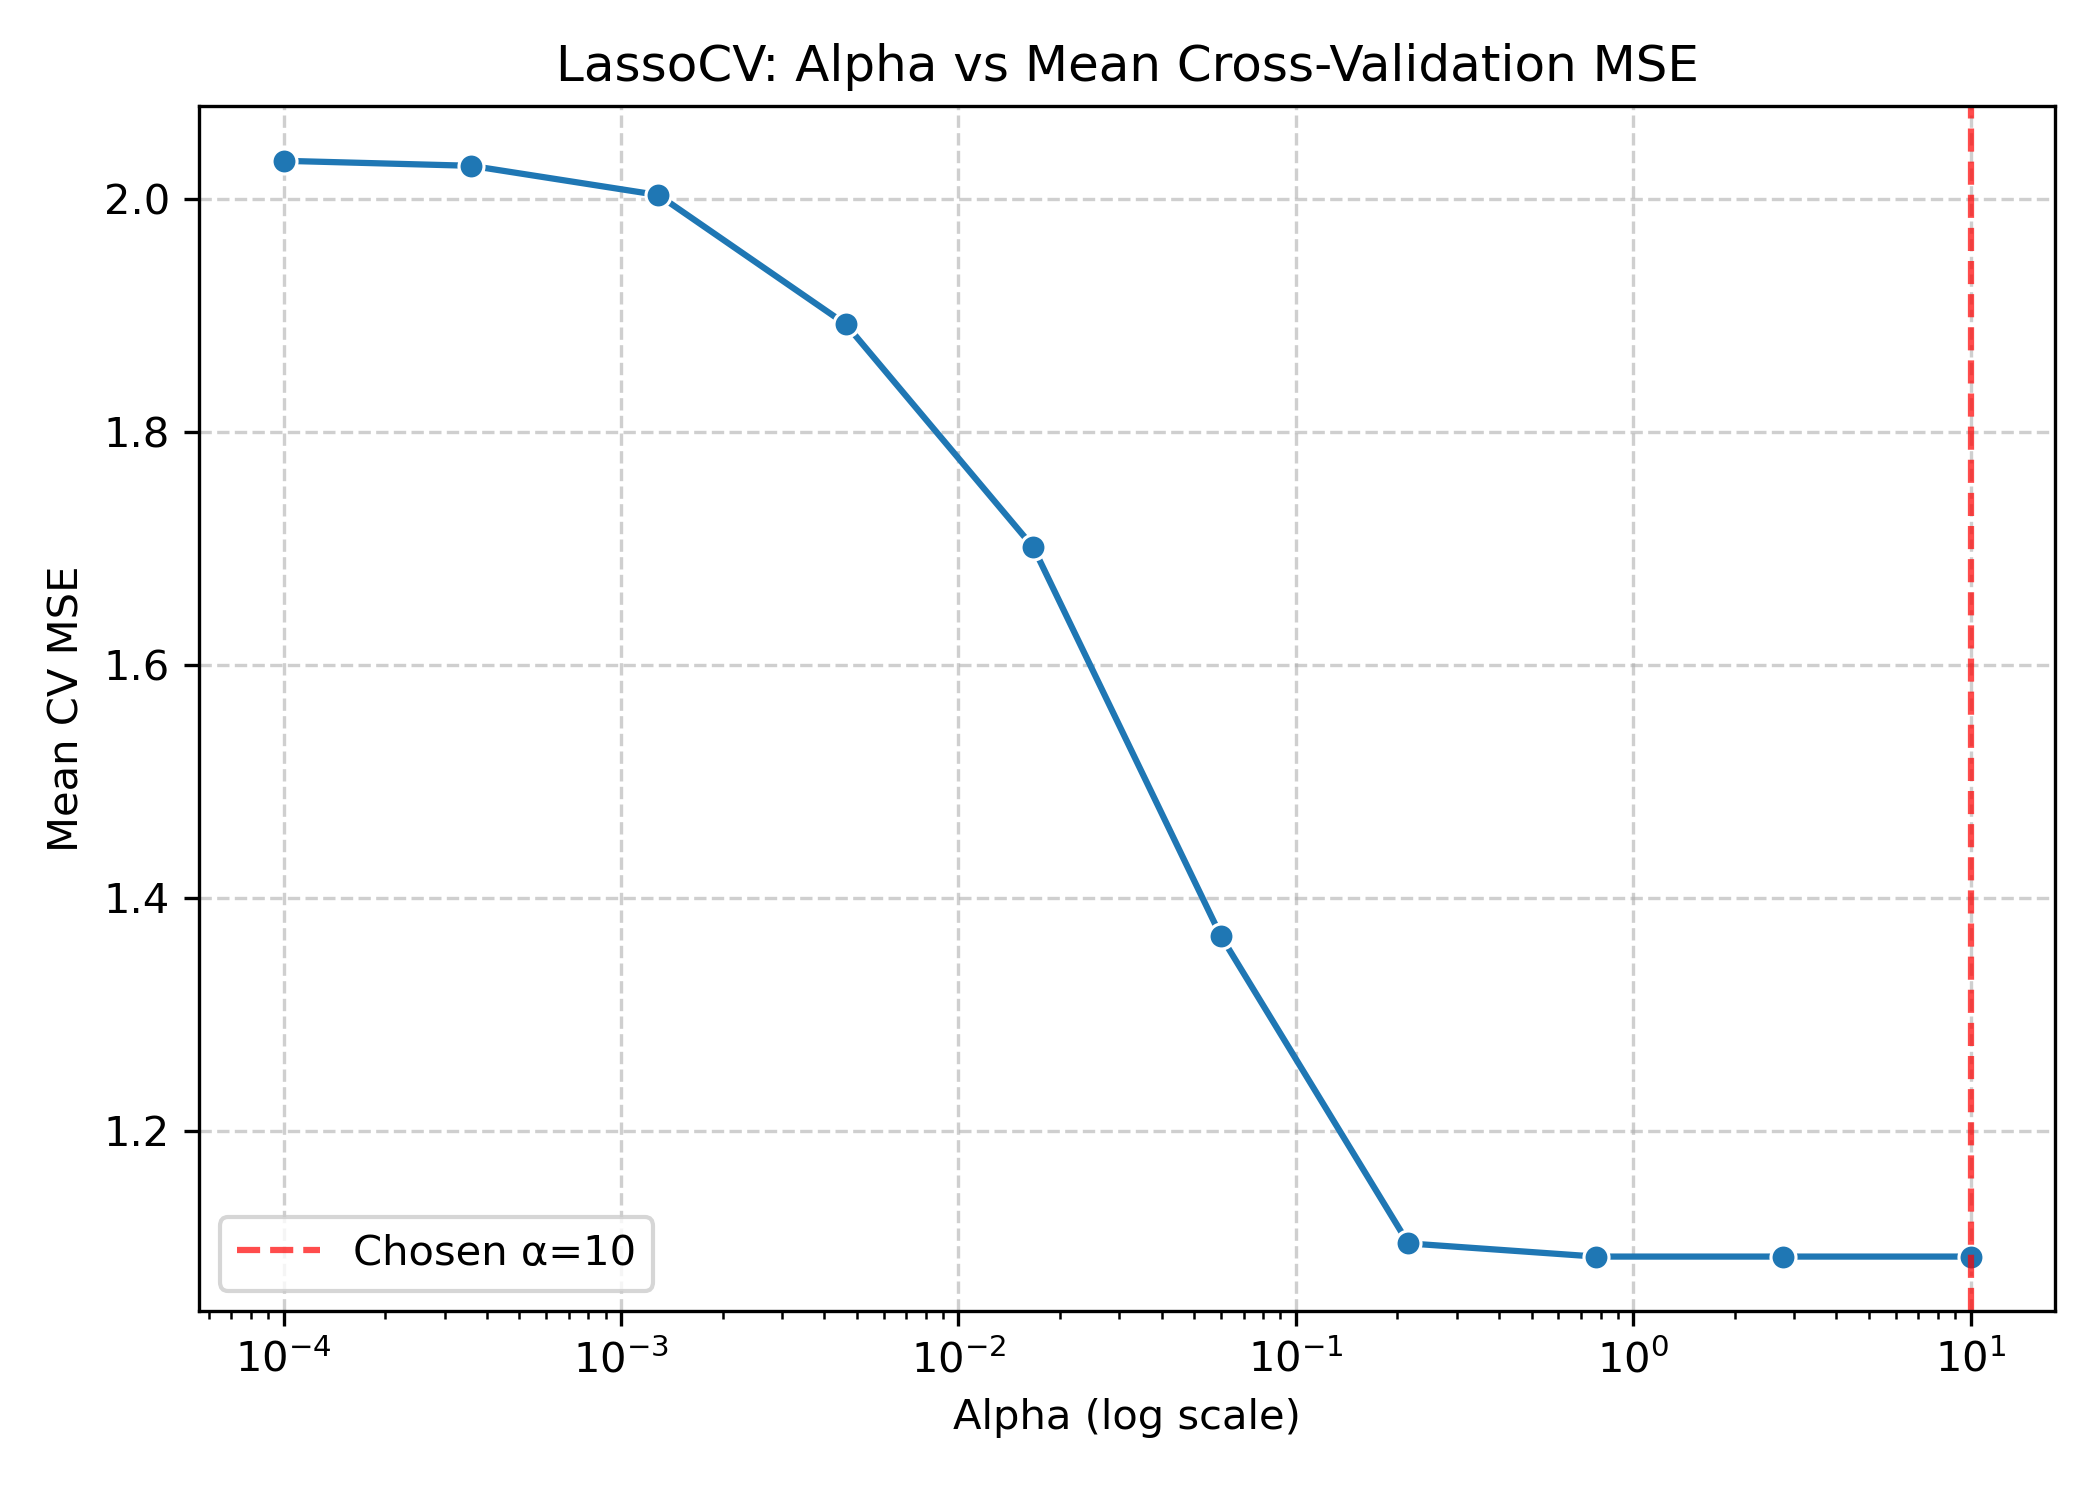 LassoCV: Alpha vs Mean Cross-Validation MSE
Mean CV MSE
2.0
1.8
1.6
1.4
1.2
Chosen α=10
10⁻⁴ 10⁻³ 10⁻² 10⁻¹ 10⁰ 10¹
Alpha (log scale)